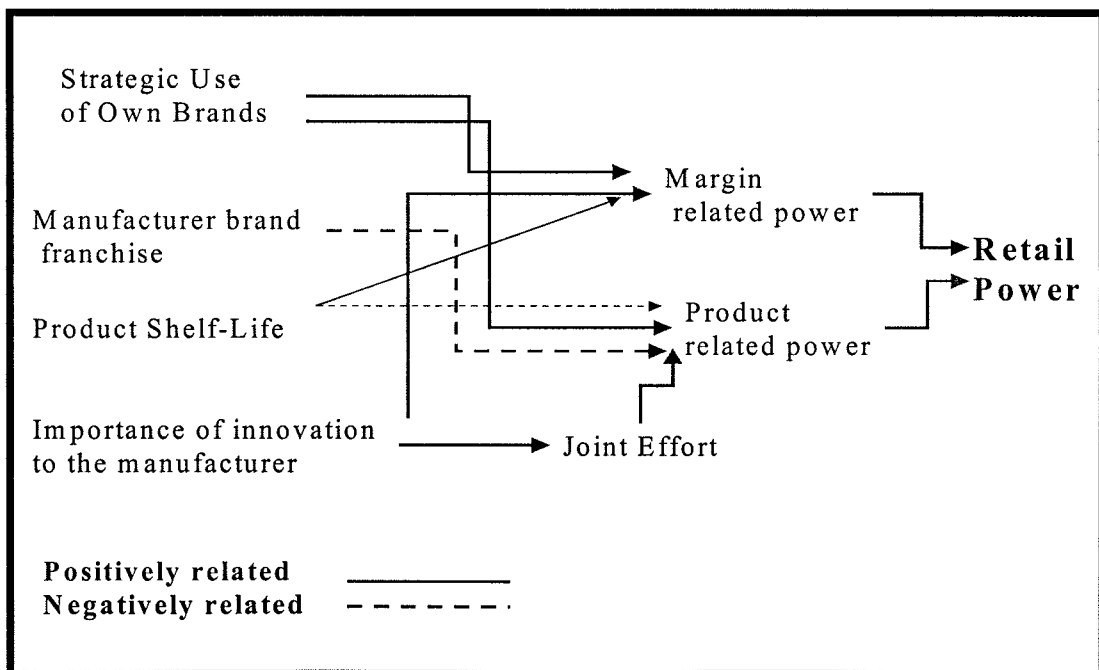 Strategic Use
of Own Brands
Margin
related power
Manufacturer brand
franchise
Retail
Power
Product Shelf-Life
Product
related power
Importance of innovation
to the manufacturer
Joint Effort
Positively related
Negatively related